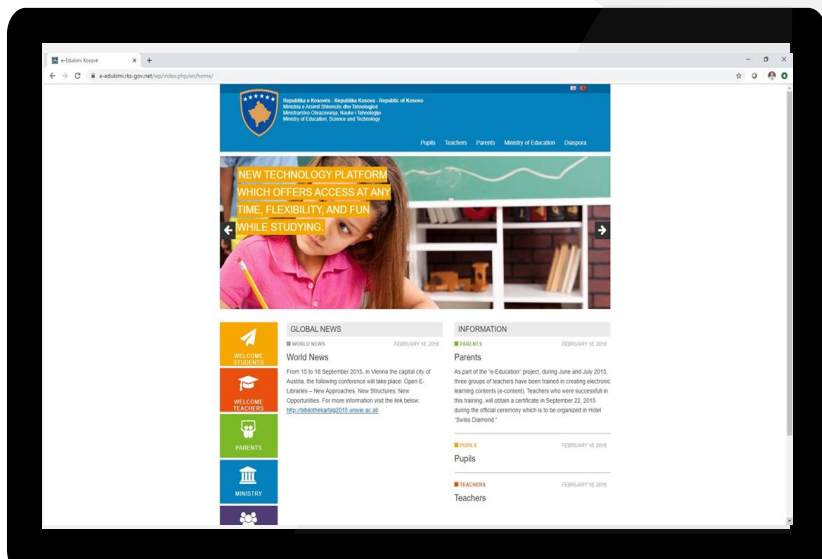 e-Edukimi Kosovë
e-edukimi.rks-gov.net/wp/index.php/en/home/
Republika e Kosovës - Republika Kosova - Republic of Kosovo
Ministria e Arsimit Shkencës dhe Teknologjisë
Ministarstvo Obrazovanja, Nauke i Tehnologije
Ministry of Education, Science and Technology
Pupils Teachers Parents Ministry of Education Diaspora
NEW TECHNOLOGY PLATFORM
WHICH OFFERS ACCESS AT ANY
TIME, FLEXIBILITY, AND FUN
WHILE STUDYING.
WELCOME
STUDENTS
WELCOME
TEACHERS
PARENTS
MINISTRY
GLOBAL NEWS
WORLD NEWS FEBRUARY 18, 2016
World News
From 15 to 18 September 2015, in Vienna the capital city of
Austria, the following conference will take place: Open E-
Libraries – New Approaches, New Structures, New
Opportunities. For more information visit the link below:
http://bibliothekartag2015.univie.ac.at/
INFORMATION
PARENTS FEBRUARY 18, 2016
Parents
As part of the "e-Education" project, during June and July 2015,
three groups of teachers have been trained in creating electronic
learning contents (e-content). Teachers who were successfull in
this training, will obtain a certificate in September 22, 2015
during the official ceremony which is to be organized in Hotel
"Swiss Diamond."
PUPILS FEBRUARY 18, 2016
Pupils
TEACHERS FEBRUARY 18, 2016
Teachers